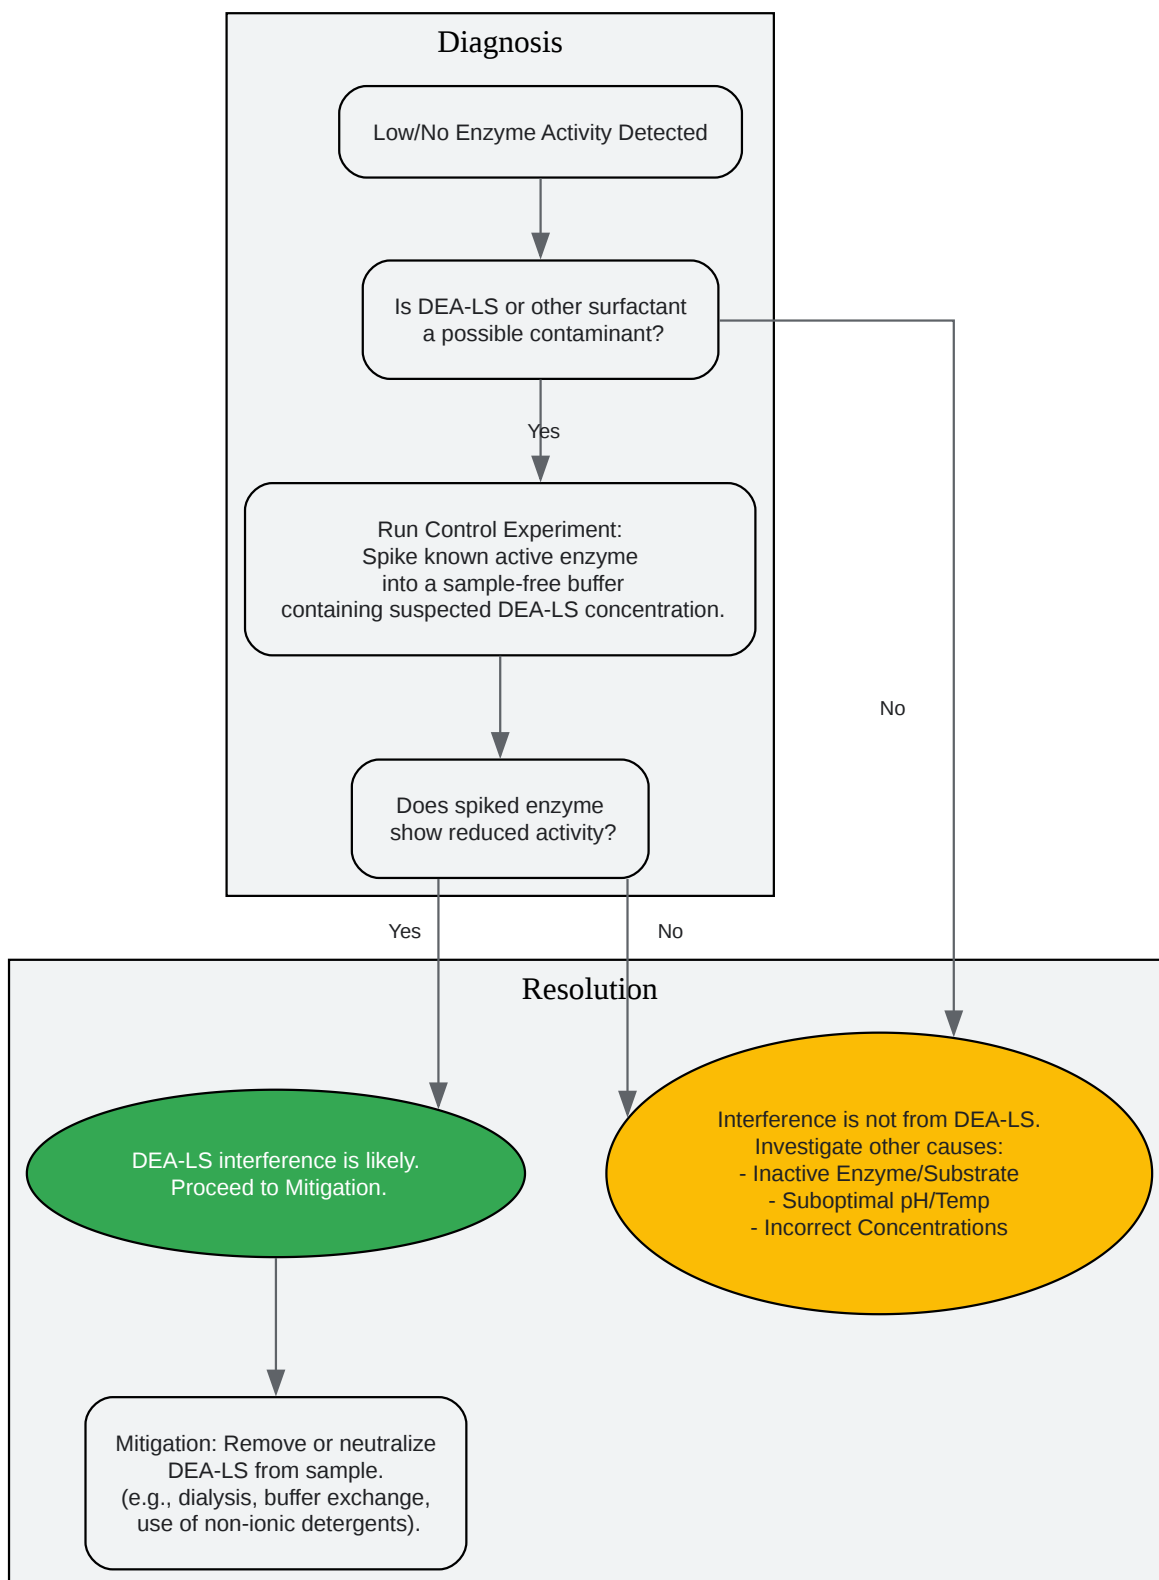 Diagnosis
Low/No Enzyme Activity Detected
Is DEA-LS or other surfactant
a possible contaminant?
Yes
Run Control Experiment:
Spike known active enzyme
into a sample-free buffer
containing suspected DEA-LS concentration.
No
Does spiked enzyme
show reduced activity?
Yes
No
Resolution
DEA-LS interference is likely.
Proceed to Mitigation.
Interference is not from DEA-LS.
Investigate other causes:
- Inactive Enzyme/Substrate
- Suboptimal pH/Temp
- Incorrect Concentrations
Mitigation: Remove or neutralize
DEA-LS from sample.
(e.g., dialysis, buffer exchange,
use of non-ionic detergents).